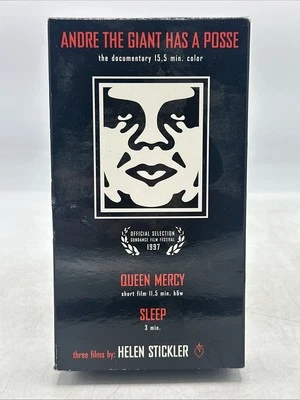 ANDRE THE GIANT HAS A POSSE
the documentary 15.5 min. color
OFFICIAL SELECTION
SUNDANCE FILM FESTIVAL
1997
QUEEN MERCY
short film 11.5 min. b&w
SLEEP
3 min.
three films by: HELEN STICKLER